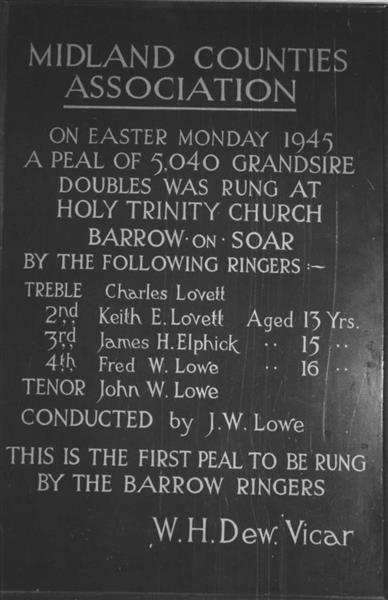 MIDLAND COUNTIES
ASSOCIATION
ON EASTER MONDAY 1945
A PEAL OF 5,040 GRANDSIRE
DOUBLES WAS RUNG AT
HOLY TRINITY CHURCH
BARROW · ON · SOAR
BY THE FOLLOWING RINGERS :-
TREBLE Charles Lovett
2nd Keith E. Lovett Aged 13 Yrs.
3rd James H. Elphick ·· 15 ··
4th Fred W. Lowe ·· 16 ··
TENOR John W. Lowe
CONDUCTED by J.W. Lowe
THIS IS THE FIRST PEAL TO BE RUNG
BY THE BARROW RINGERS
W.H. Dew. Vicar